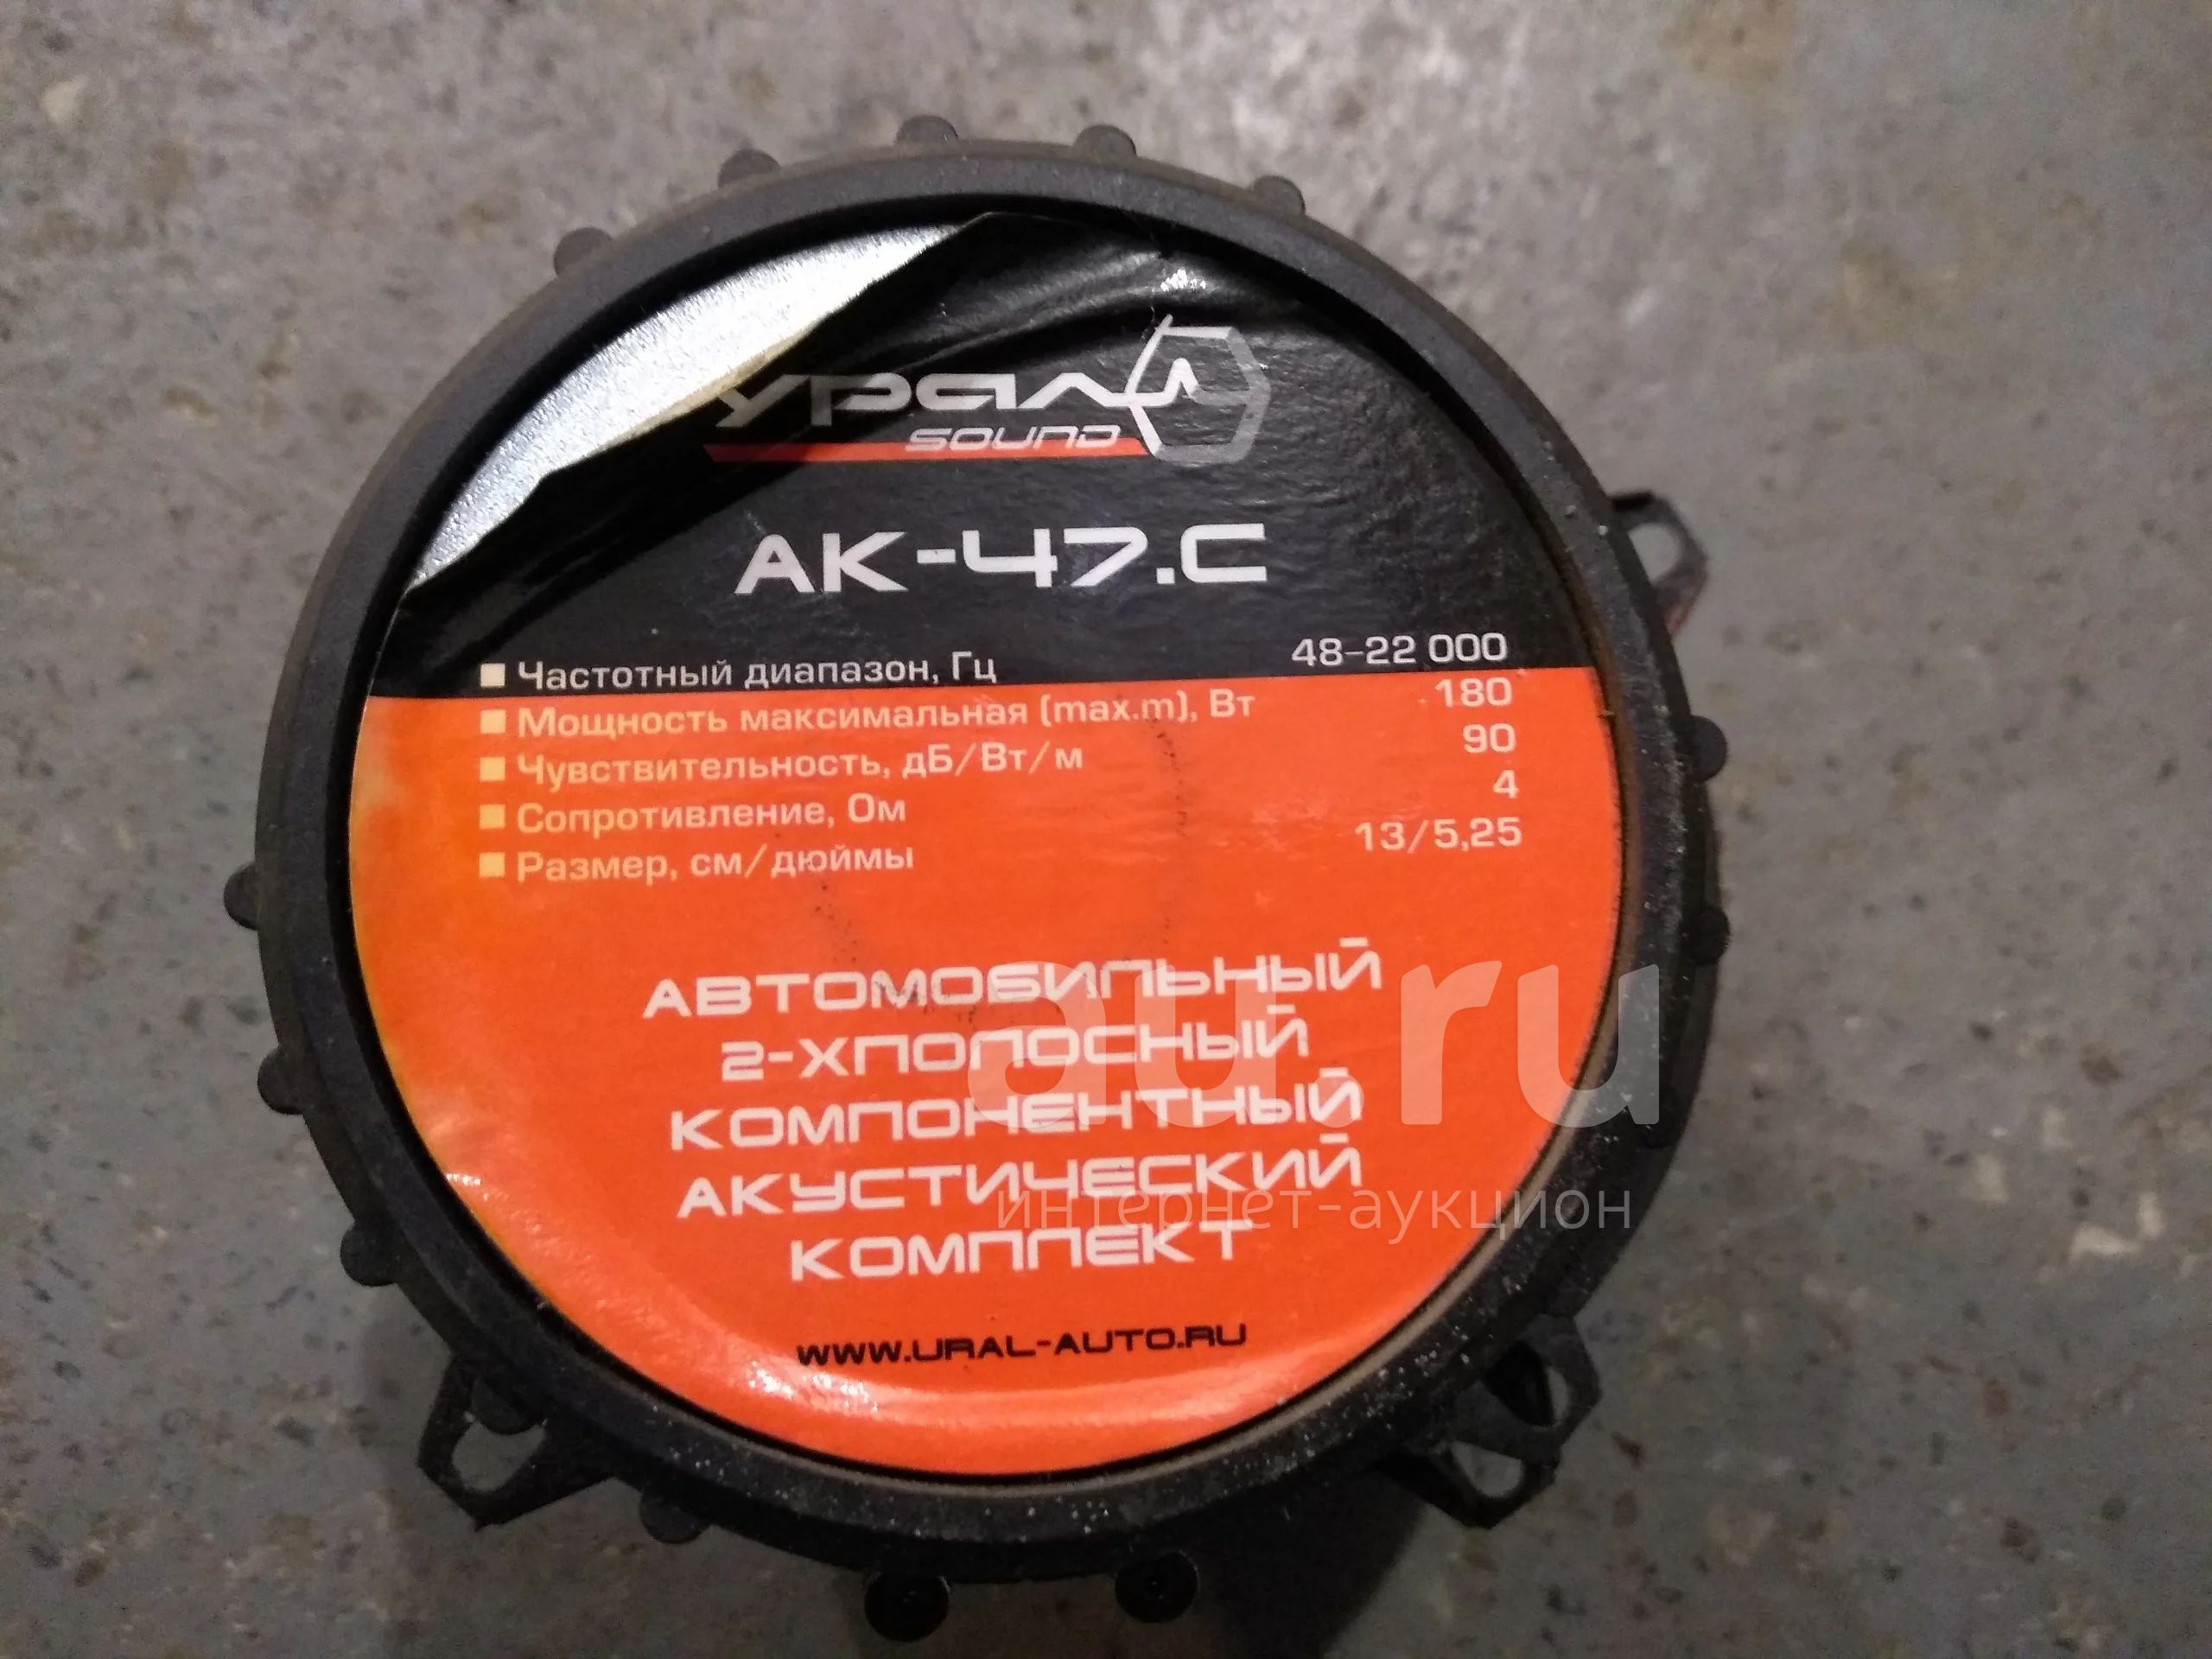 УРАЛ
SOUND
АК-47.С
Частотный диапазон, Гц 48-22 000
Мощность максимальная (max.m), Вт 180
Чувствительность, дБ/Вт/м 90
Сопротивление, Ом 4
Размер, см/дюймы 13/5,25
АВТОМОБИЛЬНЫЙ
2-ХПОЛОСНЫЙ
КОМПОНЕНТНЫЙ
АКУСТИЧЕСКИЙ
КОМПЛЕКТ
WWW.URAL-AUTO.RU
au.ru
интернет-аукцион